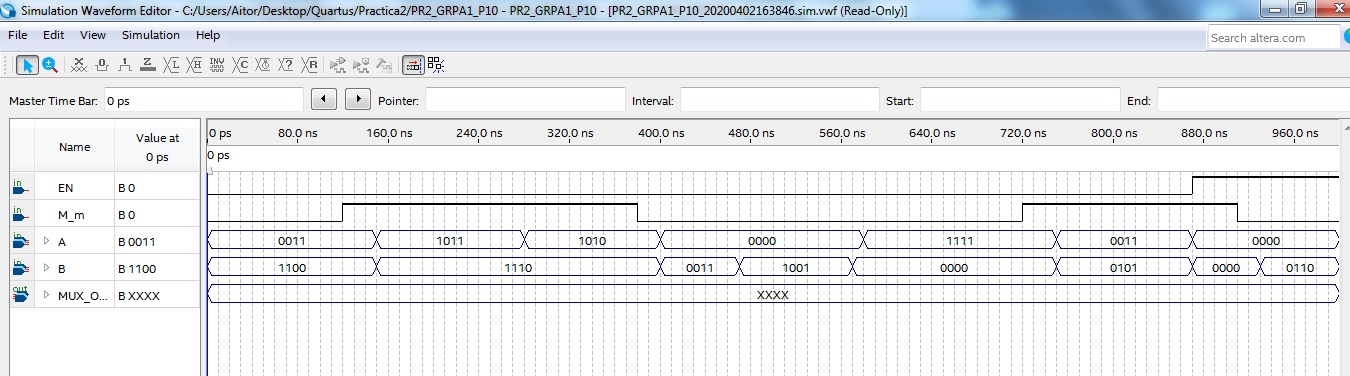 Simulation Waveform Editor - C:/Users/Aitor/Desktop/Quartus/Practica2/PR2_GRPA1_P10 - PR2_GRPA1_P10 - [PR2_GRPA1_P10_20200402163846.sim.vwf (Read-Only)]
File Edit View Simulation Help
Search altera.com
Master Time Bar: 0 ps Pointer: Interval: Start: End:
Name Value at 0 ps
0 ps 80.0 ns 160.0 ns 240.0 ns 320.0 ns 400.0 ns 480.0 ns 560.0 ns 640.0 ns 720.0 ns 800.0 ns 880.0 ns 960.0 ns
0 ps
in EN B 0
in M_m B 0
in A B 0011 0011 1011 1010 0000 1111 0011 0000
in B B 1100 1100 1110 0011 1001 0000 0101 0000 0110
out MUX_O... B XXXX XXXX